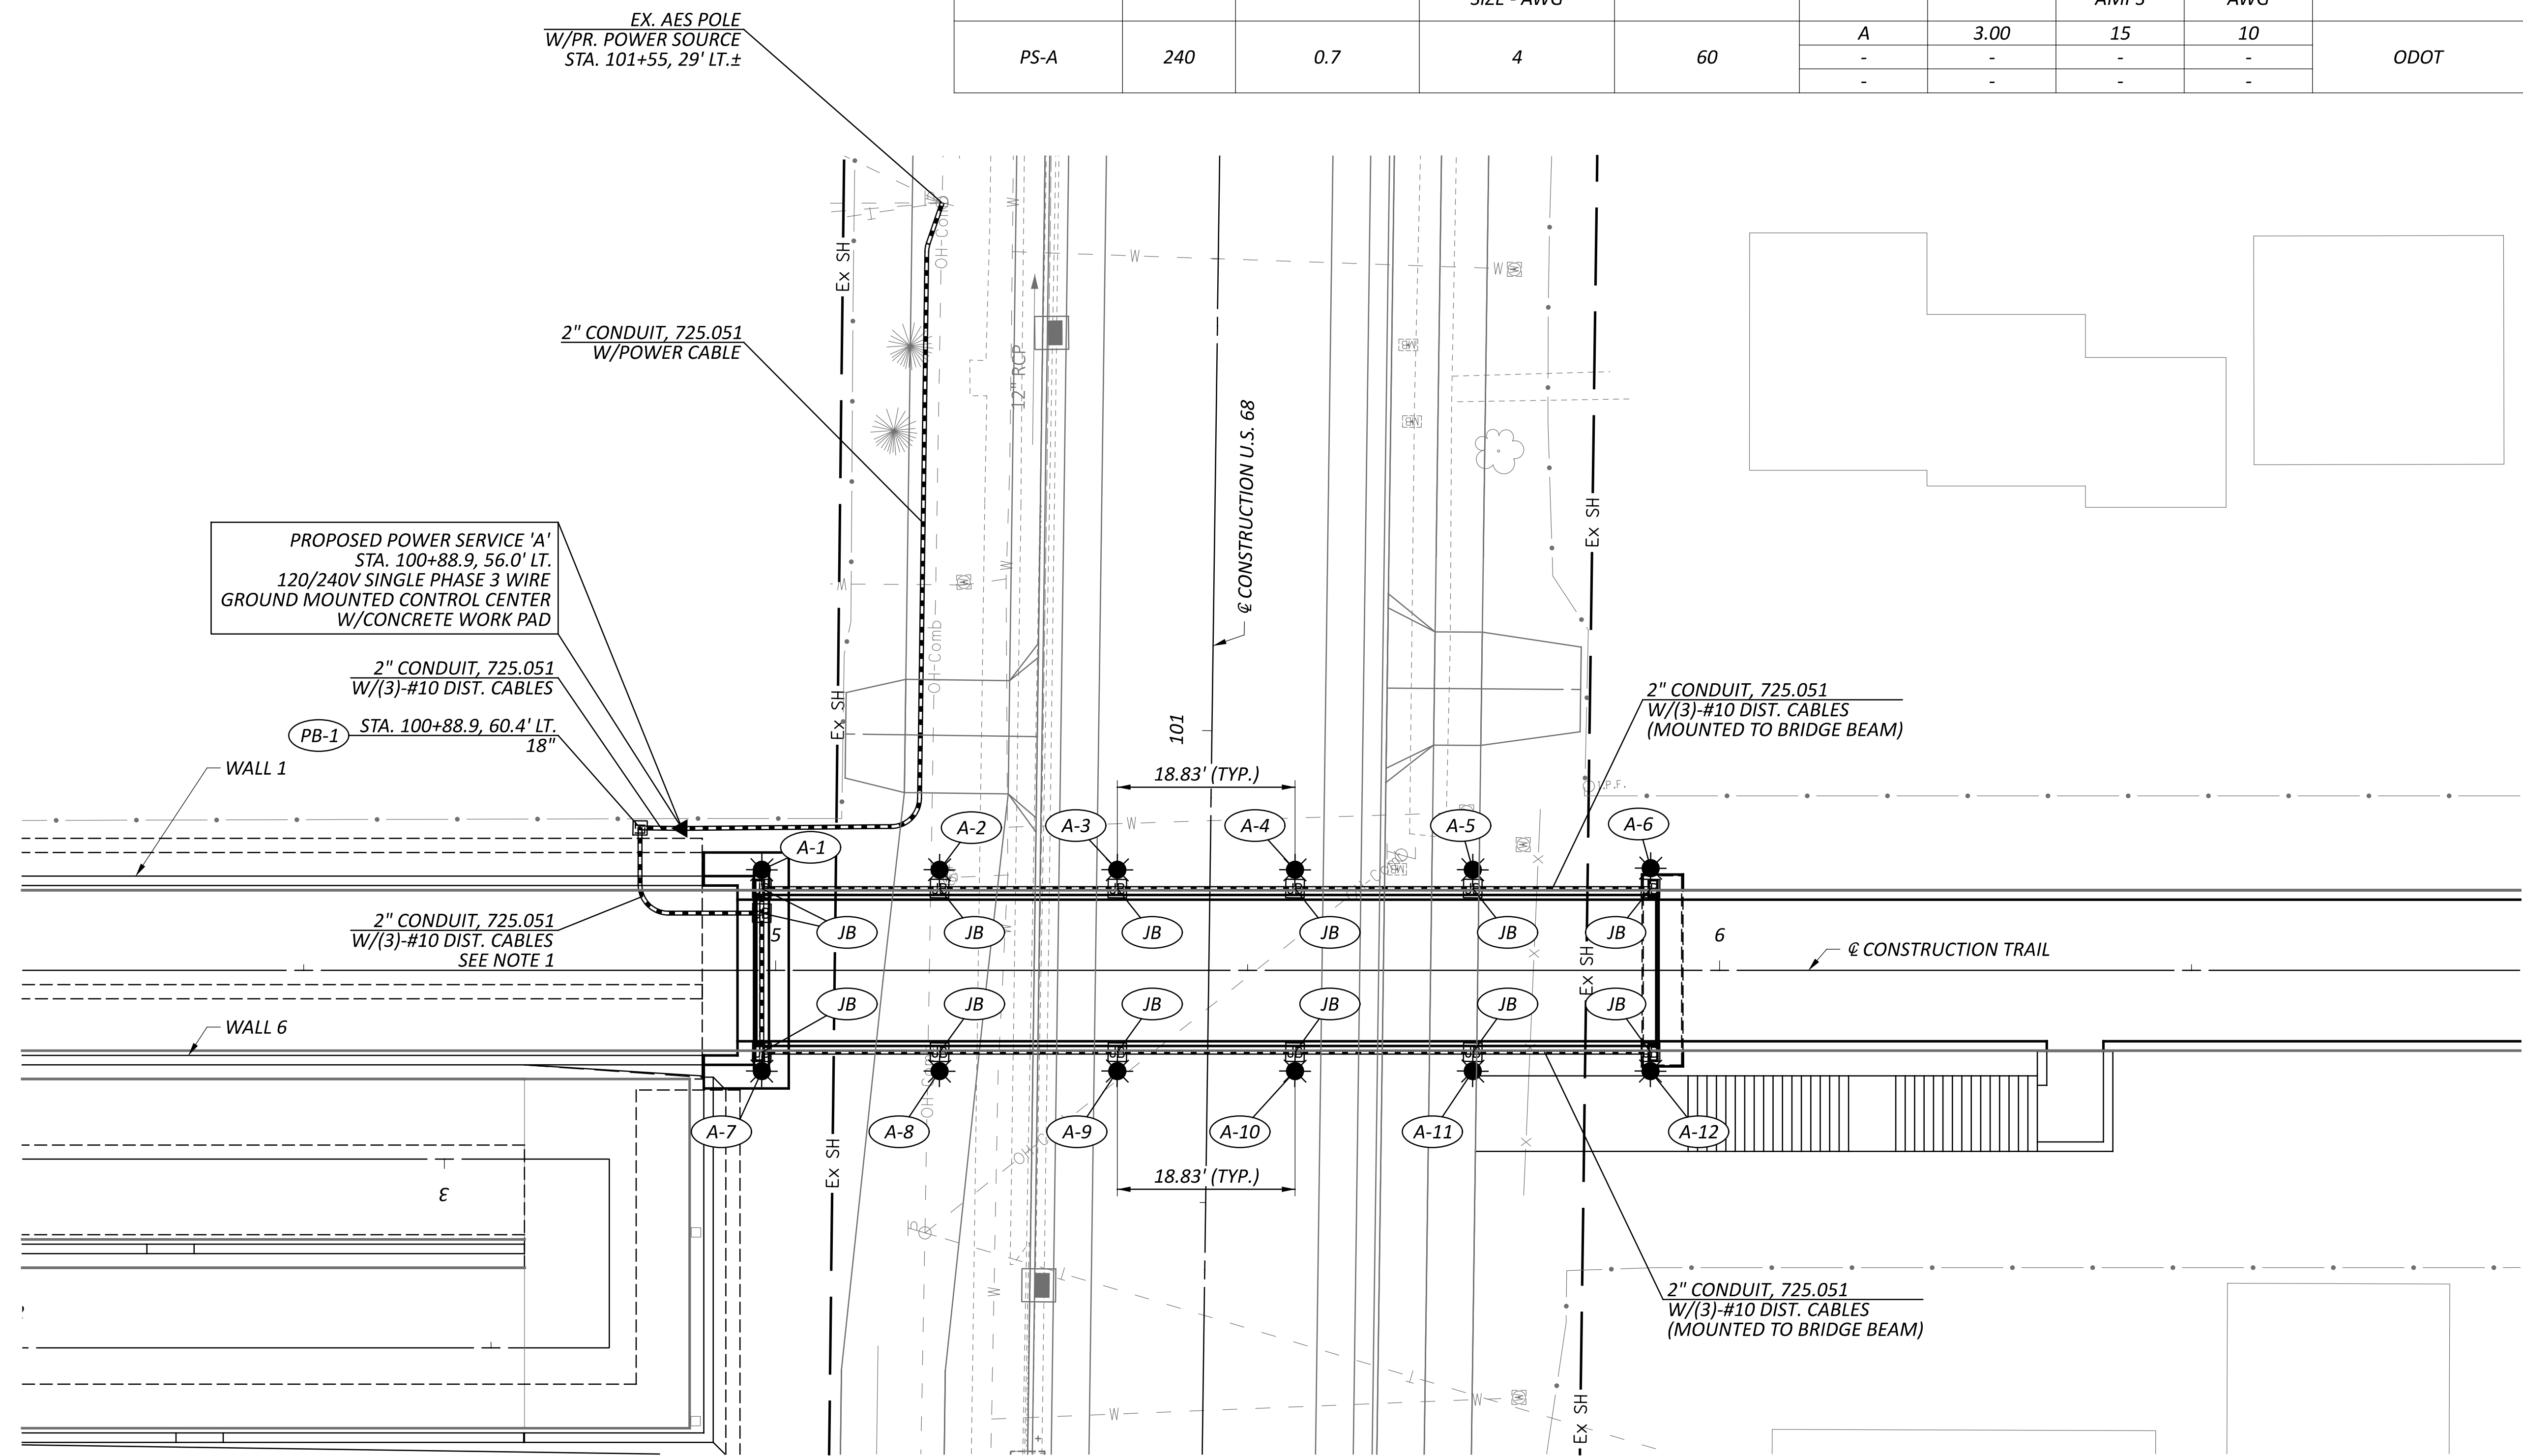 SIZE - AWG
AMPS
AWG
PS-A
240
0.7
4
60
A
3.00
15
10
ODOT
-
-
-
-
-
-
-
-
EX. AES POLE
W/PR. POWER SOURCE
STA. 101+55, 29' LT.±
2" CONDUIT, 725.051
W/POWER CABLE
PROPOSED POWER SERVICE 'A'
STA. 100+88.9, 56.0' LT.
120/240V SINGLE PHASE 3 WIRE
GROUND MOUNTED CONTROL CENTER
W/CONCRETE WORK PAD
2" CONDUIT, 725.051
W/(3)-#10 DIST. CABLES
PB-1
STA. 100+88.9, 60.4' LT.
18"
WALL 1
2" CONDUIT, 725.051
W/(3)-#10 DIST. CABLES
SEE NOTE 1
WALL 6
Ex SH
Ex SH
Ex SH
Ex SH
Ex SH
Ex SH
OH-Comb
OH-Comb
12" RCP
W
W
W
W
W
W
W
W
W
W
W
℄ CONSTRUCTION U.S. 68
101
18.83' (TYP.)
2" CONDUIT, 725.051
W/(3)-#10 DIST. CABLES
(MOUNTED TO BRIDGE BEAM)
I.P.F.
A-1
A-2
A-3
A-4
A-5
A-6
JB
JB
JB
JB
JB
JB
5
6
℄ CONSTRUCTION TRAIL
JB
JB
JB
JB
JB
JB
A-7
A-8
A-9
A-10
A-11
A-12
X
X
X
X
18.83' (TYP.)
3
2" CONDUIT, 725.051
W/(3)-#10 DIST. CABLES
(MOUNTED TO BRIDGE BEAM)